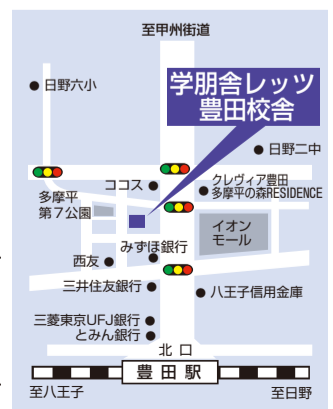 至甲州街道
日野六小
学朋舎レッツ
豊田校舎
日野二中
ココス
クレヴィア豊田
多摩平の森RESIDENCE
多摩平
第7公園
イオン
モール
みずほ銀行
西友
三井住友銀行
八王子信用金庫
三菱東京UFJ銀行
とみん銀行
北口
豊田駅
至八王子
至日野